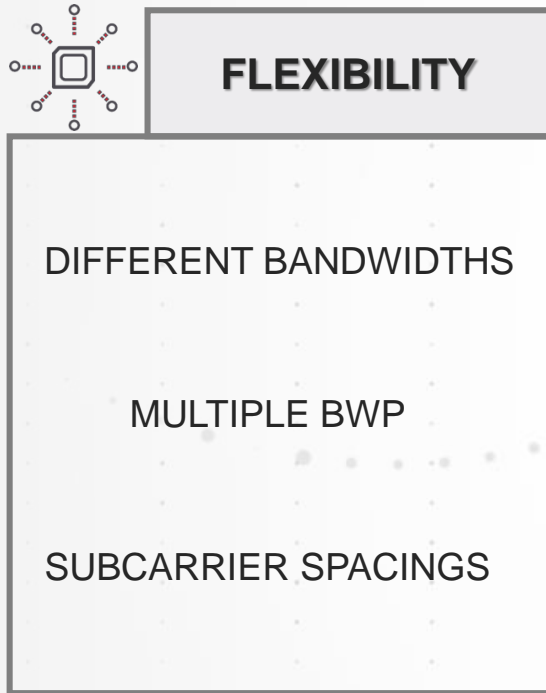 FLEXIBILITY
DIFFERENT BANDWIDTHS
MULTIPLE BWP
SUBCARRIER SPACINGS